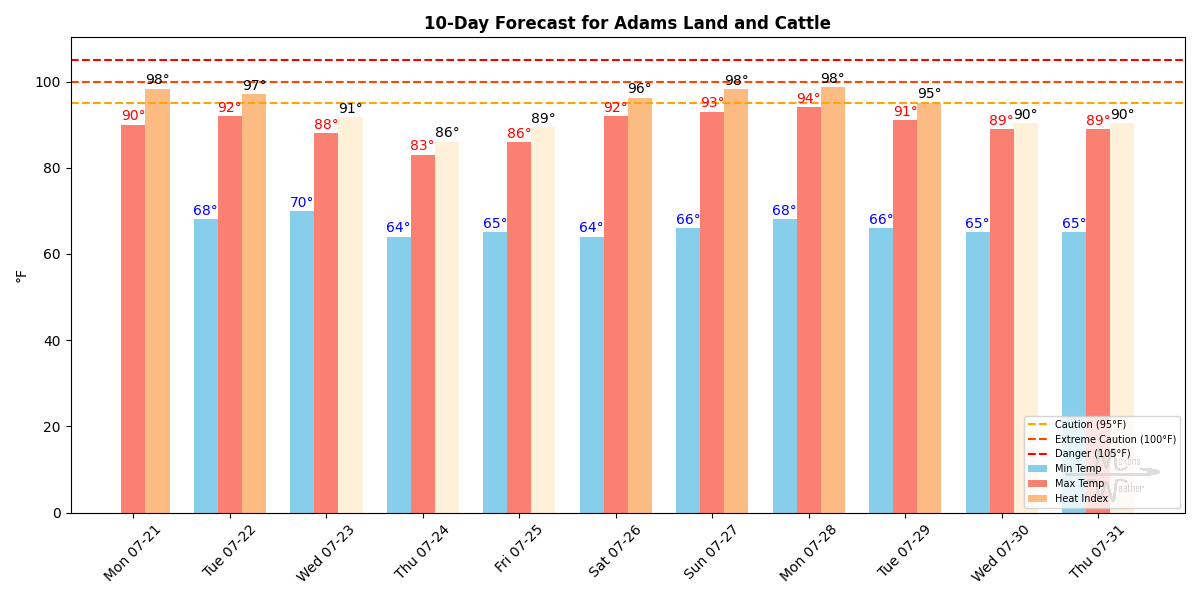 10-Day Forecast for Adams Land and Cattle
°F
100
80
60
40
20
0
90° 98°
68° 92° 97°
70° 88° 91°
64° 83° 86°
65° 86° 89°
64° 92° 96°
66° 93° 98°
68° 94° 98°
66° 91° 95°
65° 89° 90°
65° 89° 90°
Mon 07-21
Tue 07-22
Wed 07-23
Thu 07-24
Fri 07-25
Sat 07-26
Sun 07-27
Mon 07-28
Tue 07-29
Wed 07-30
Thu 07-31
Caution (95°F)
Extreme Caution (100°F)
Danger (105°F)
Min Temp
Max Temp
Heat Index